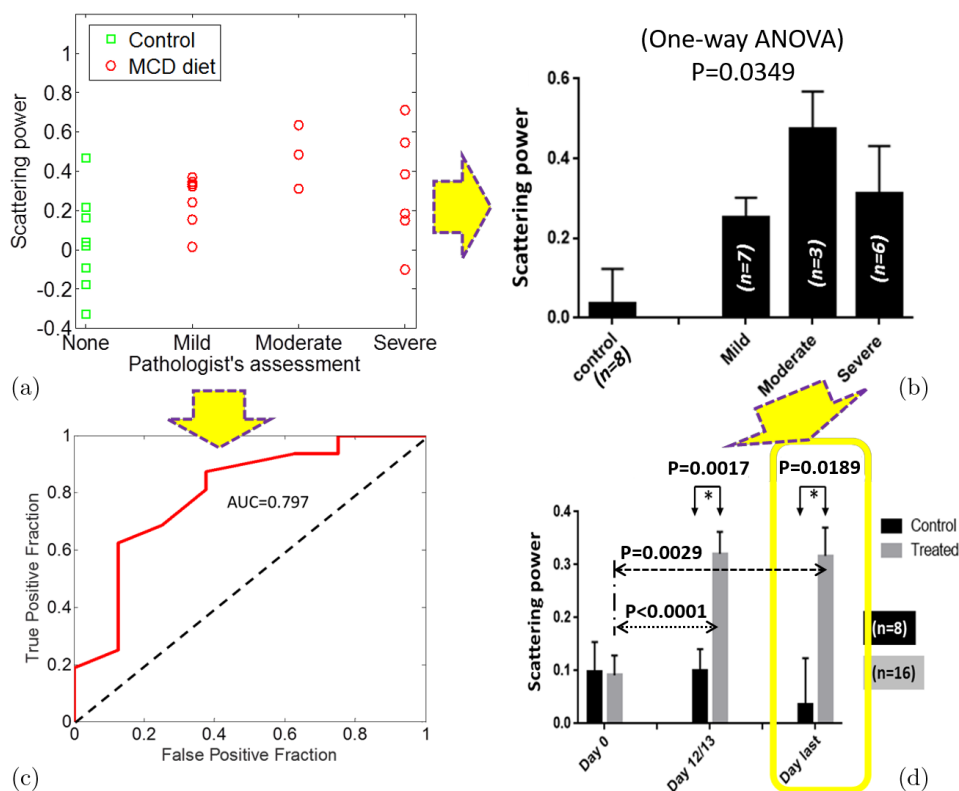 Control
MCD diet
1
0.8
0.6
0.4
0.2
0
-0.2
-0.4
Scattering power
None
Mild
Moderate
Severe
Pathologist's assessment
(a)
(One-way ANOVA)
P=0.0349
0.6
0.4
0.2
0.0
Scattering power
(n=7)
(n=3)
(n=6)
control
(n=8)
Mild
Moderate
Severe
(b)
1
0.8
0.6
0.4
0.2
0
True Positive Fraction
AUC=0.797
0
0.2
0.4
0.6
0.8
1
False Positive Fraction
(c)
P=0.0017
P=0.0189
*
*
0.4
0.3
0.2
0.1
0.0
Scattering power
P=0.0029
P<0.0001
Control
Treated
(n=8)
(n=16)
Day 0
Day 12/13
Day last
(d)